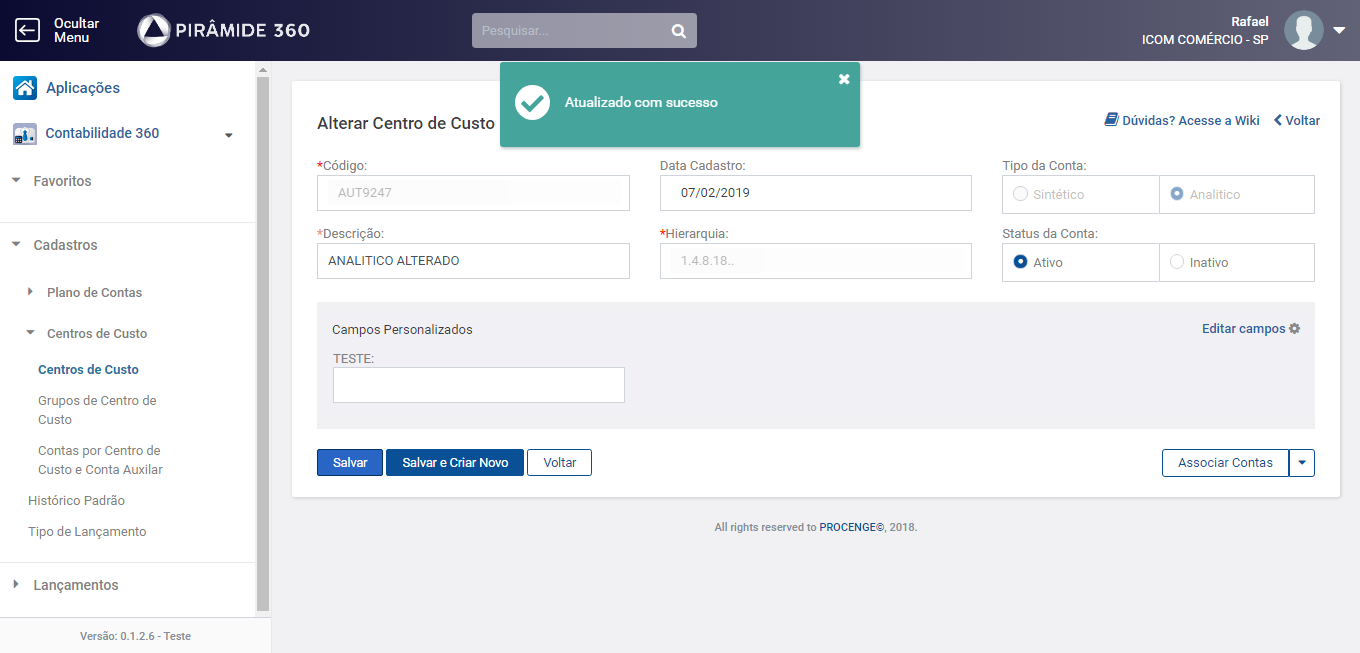 Ocultar
Menu
PIRÂMIDE 360
Pesquisar...
Rafael
ICOM COMÉRCIO - SP
Aplicações
Contabilidade 360
Favoritos
Cadastros
Plano de Contas
Centros de Custo
Centros de Custo
Grupos de Centro de
Custo
Contas por Centro de
Custo e Conta Auxilar
Histórico Padrão
Tipo de Lançamento
Lançamentos
Versão: 0.1.2.6 - Teste
Atualizado com sucesso
Alterar Centro de Custo
Dúvidas? Acesse a Wiki
Voltar
*Código:
AUT9247
Data Cadastro:
07/02/2019
Tipo da Conta:
Sintético
Analitico
*Descrição:
ANALITICO ALTERADO
*Hierarquia:
1.4.8.18..
Status da Conta:
Ativo
Inativo
Campos Personalizados
Editar campos
TESTE:
Salvar
Salvar e Criar Novo
Voltar
Associar Contas
All rights reserved to PROCENGE©, 2018.